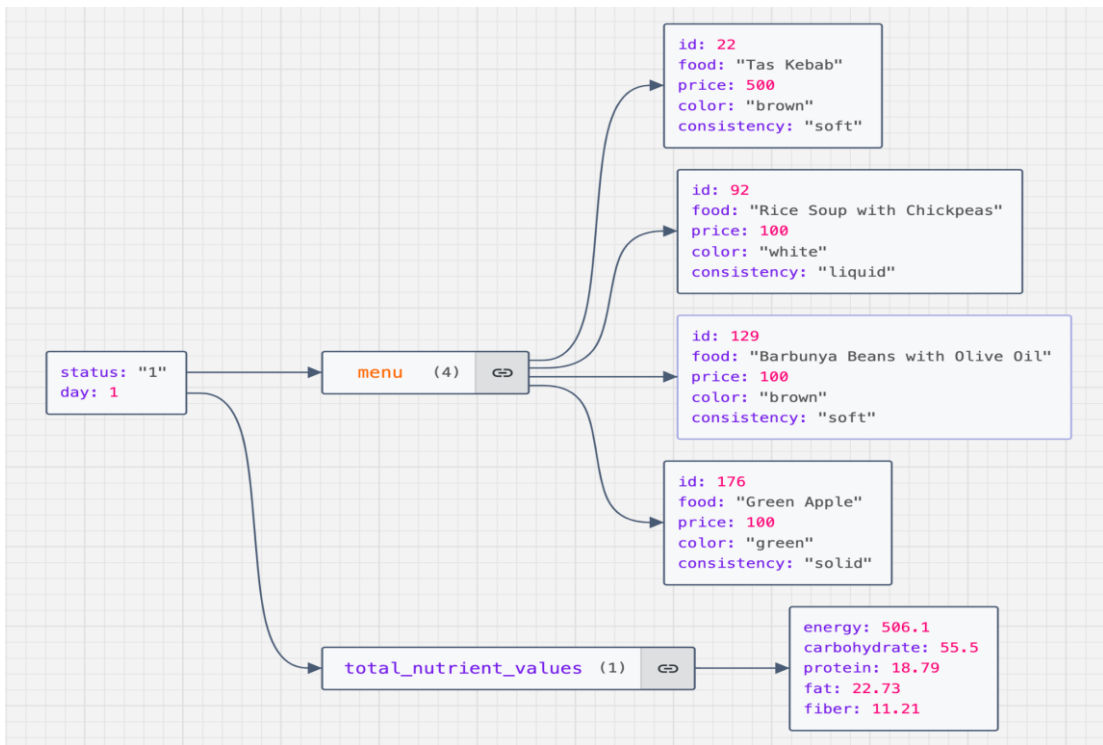 id: 22
food: "Tas Kebab"
price: 500
color: "brown"
consistency: "soft"
id: 92
food: "Rice Soup with Chickpeas"
price: 100
color: "white"
consistency: "liquid"
id: 129
food: "Barbunya Beans with Olive Oil"
price: 100
color: "brown"
consistency: "soft"
status: "1"
day: 1
menu (4)
id: 176
food: "Green Apple"
price: 100
color: "green"
consistency: "solid"
total_nutrient_values (1)
energy: 506.1
carbohydrate: 55.5
protein: 18.79
fat: 22.73
fiber: 11.21